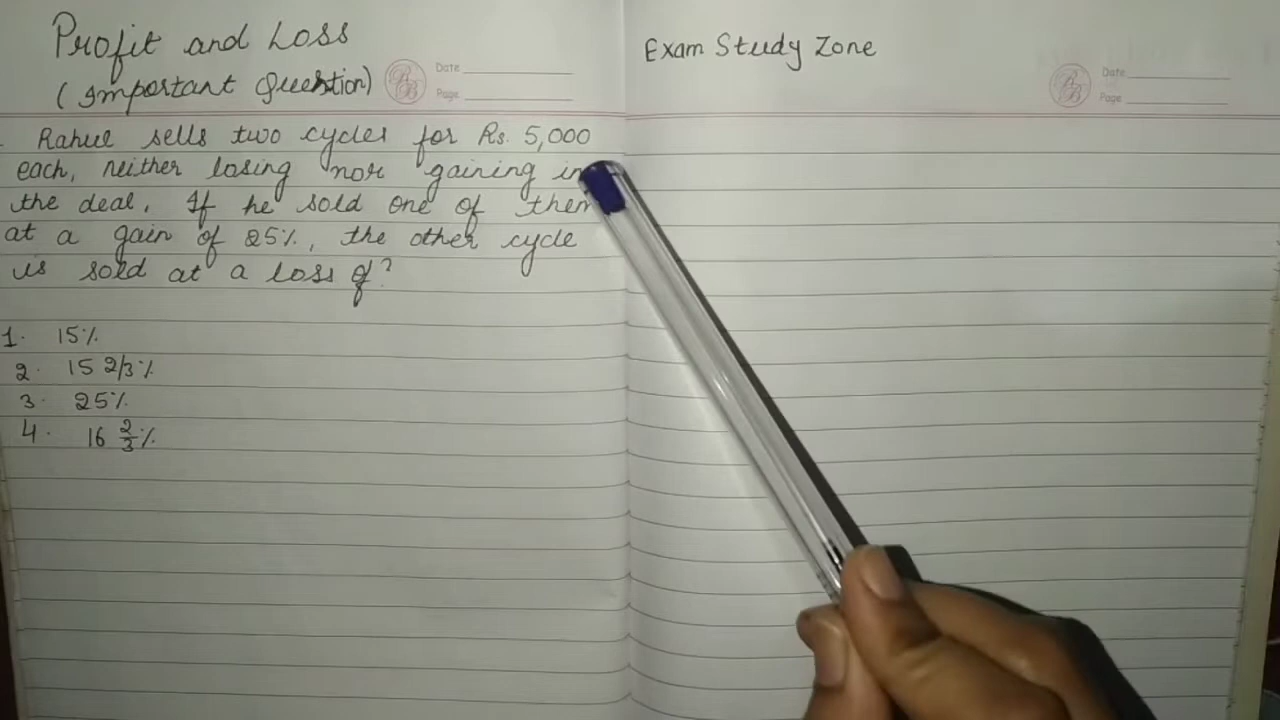 Profit and Loss
(Important Question)
Date
Page
Rahul sells two cycles for Rs. 5,000
each, neither losing nor gaining in
the deal. If he sold one of them
at a gain of 25%, the other cycle
is sold at a loss of?
1. 15%
2. 15 2/3%
3. 25%
4. 16 2/3%
Exam Study Zone
Date
Page